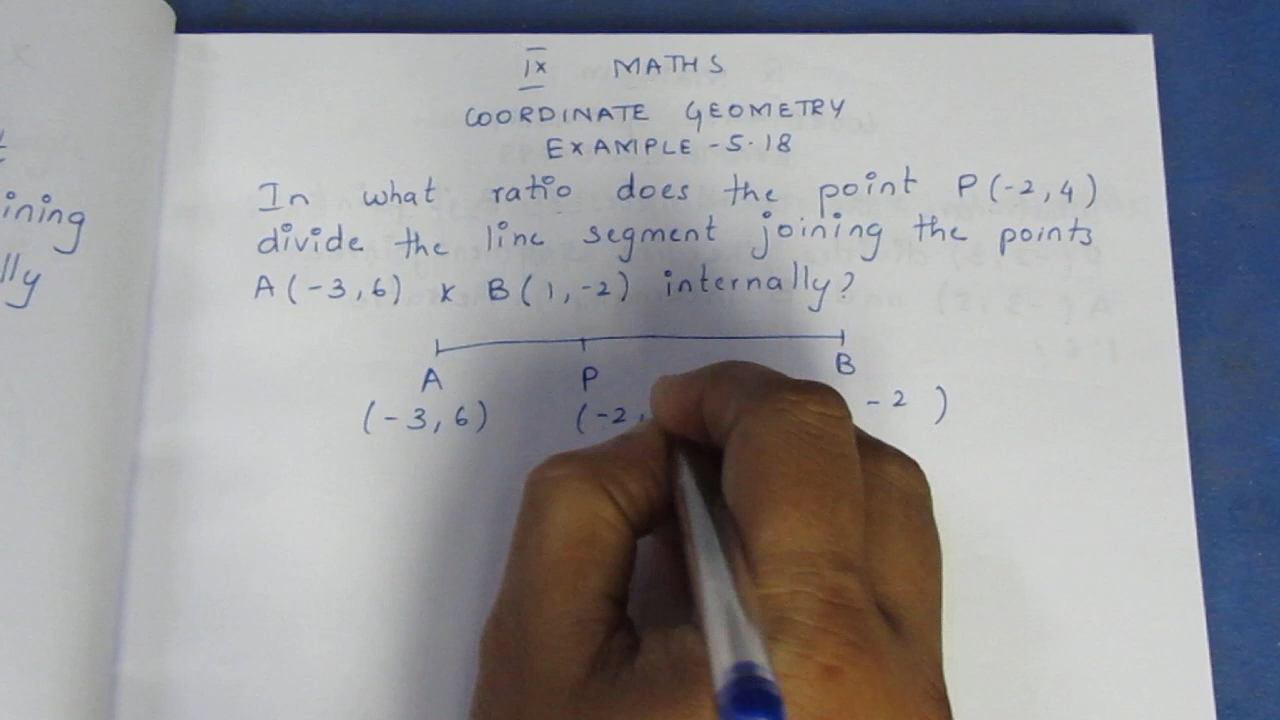 IX MATHS
COORDINATE GEOMETRY
EXAMPLE - 5.18
In what ratio does the point P(-2,4)
ining
divide the line segment joining the points
lly
A(-3,6) & B(1,-2) internally?
A P B
(-3,6) (-2, -2 )